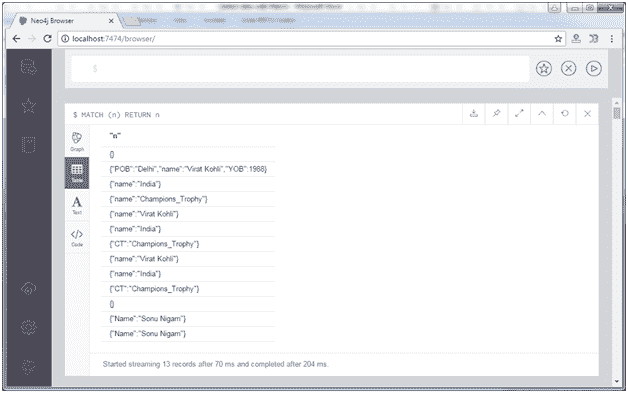 Neo4j Browser
localhost:7474/browser/
$
$ MATCH (n) RETURN n
Graph
Table
Text
Code
"n"
{}
{"POB":"Delhi","name":"Virat Kohli","YOB":1988}
{"name":"India"}
{"name":"Champions_Trophy"}
{"name":"Virat Kohli"}
{"name":"India"}
{"CT":"Champions_Trophy"}
{"name":"Virat Kohli"}
{"name":"India"}
{"CT":"Champions_Trophy"}
{}
{"Name":"Sonu Nigam"}
{"Name":"Sonu Nigam"}
Started streaming 13 records after 70 ms and completed after 204 ms.